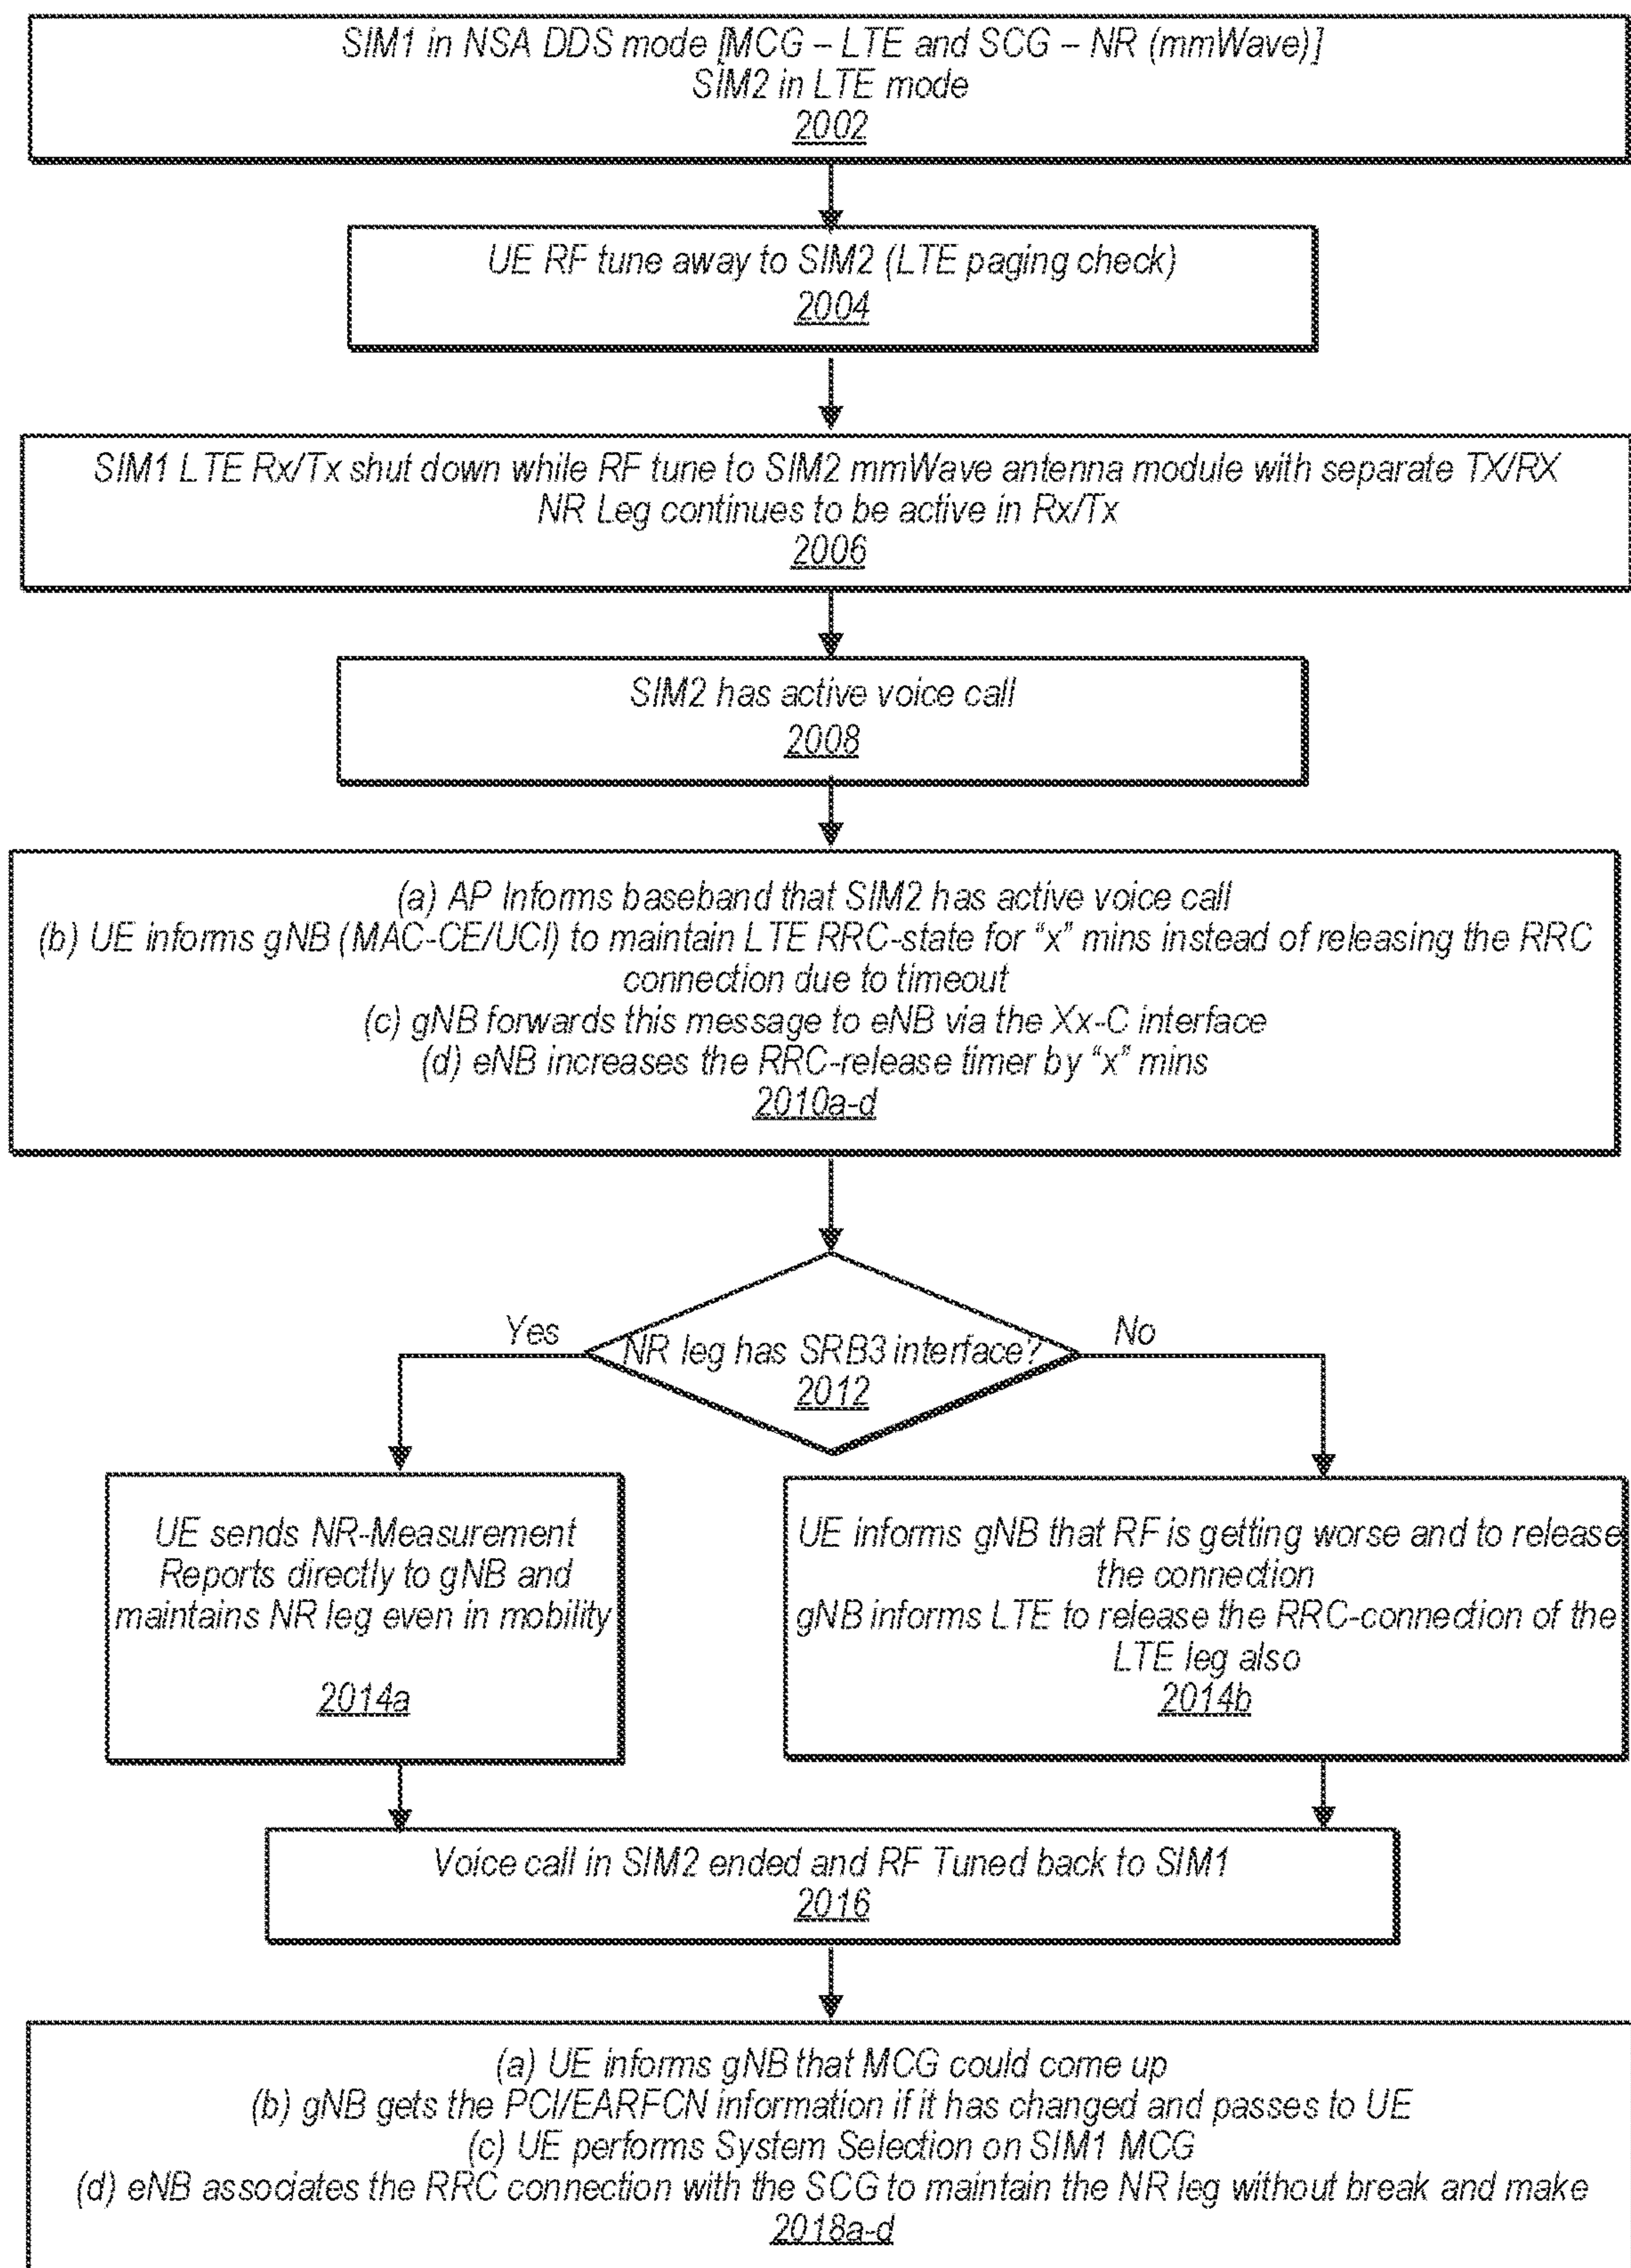 SIM1 in NSA DDS mode [MCG – LTE and SCG – NR (mmWave)]
SIM2 in LTE mode
2002
UE RF tune away to SIM2 (LTE paging check)
2004
SIM1 LTE Rx/Tx shut down while RF tune to SIM2 mmWave antenna module with separate TX/RX
NR Leg continues to be active in Rx/Tx
2006
SIM2 has active voice call
2008
(a) AP Informs baseband that SIM2 has active voice call
(b) UE informs gNB (MAC-CE/UCI) to maintain LTE RRC-state for “x” mins instead of releasing the RRC
connection due to timeout
(c) gNB forwards this message to eNB via the Xx-C interface
(d) eNB increases the RRC-release timer by “x” mins
2010a-d
Yes
No
NR leg has SRB3 interface?
2012
UE sends NR-Measurement
Reports directly to gNB and
maintains NR leg even in mobility
2014a
UE informs gNB that RF is getting worse and to release
the connection
gNB informs LTE to release the RRC-connection of the
LTE leg also
2014b
Voice call in SIM2 ended and RF Tuned back to SIM1
2016
(a) UE informs gNB that MCG could come up
(b) gNB gets the PCI/EARFCN information if it has changed and passes to UE
(c) UE performs System Selection on SIM1 MCG
(d) eNB associates the RRC connection with the SCG to maintain the NR leg without break and make
2018a-d